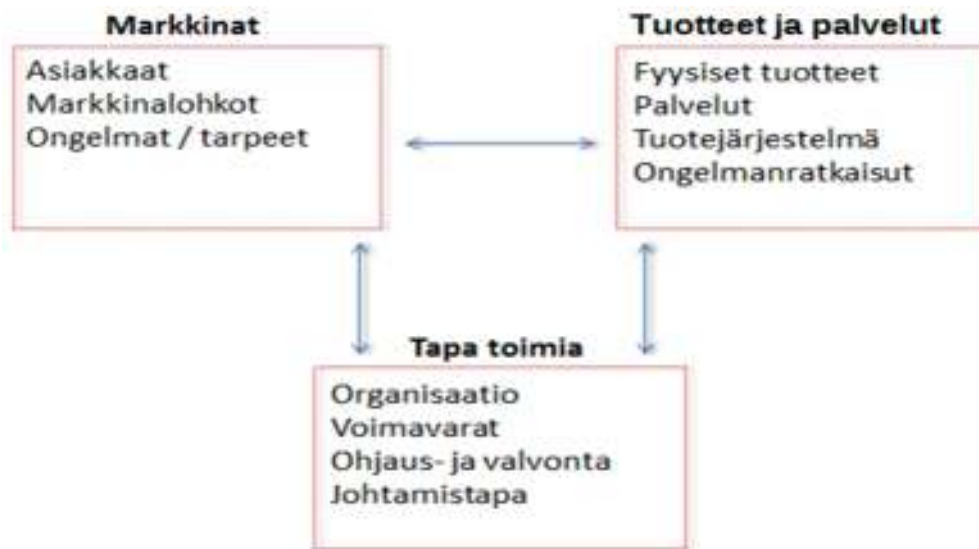 Markkinat
Asiakkaat
Markkinalohkot
Ongelmat / tarpeet
Tuotteet ja palvelut
Fyysiset tuotteet
Palvelut
Tuotejärjestelmä
Ongelmanratkaisut
Tapa toimia
Organisaatio
Voimavarat
Ohjaus- ja valvonta
Johtamistapa